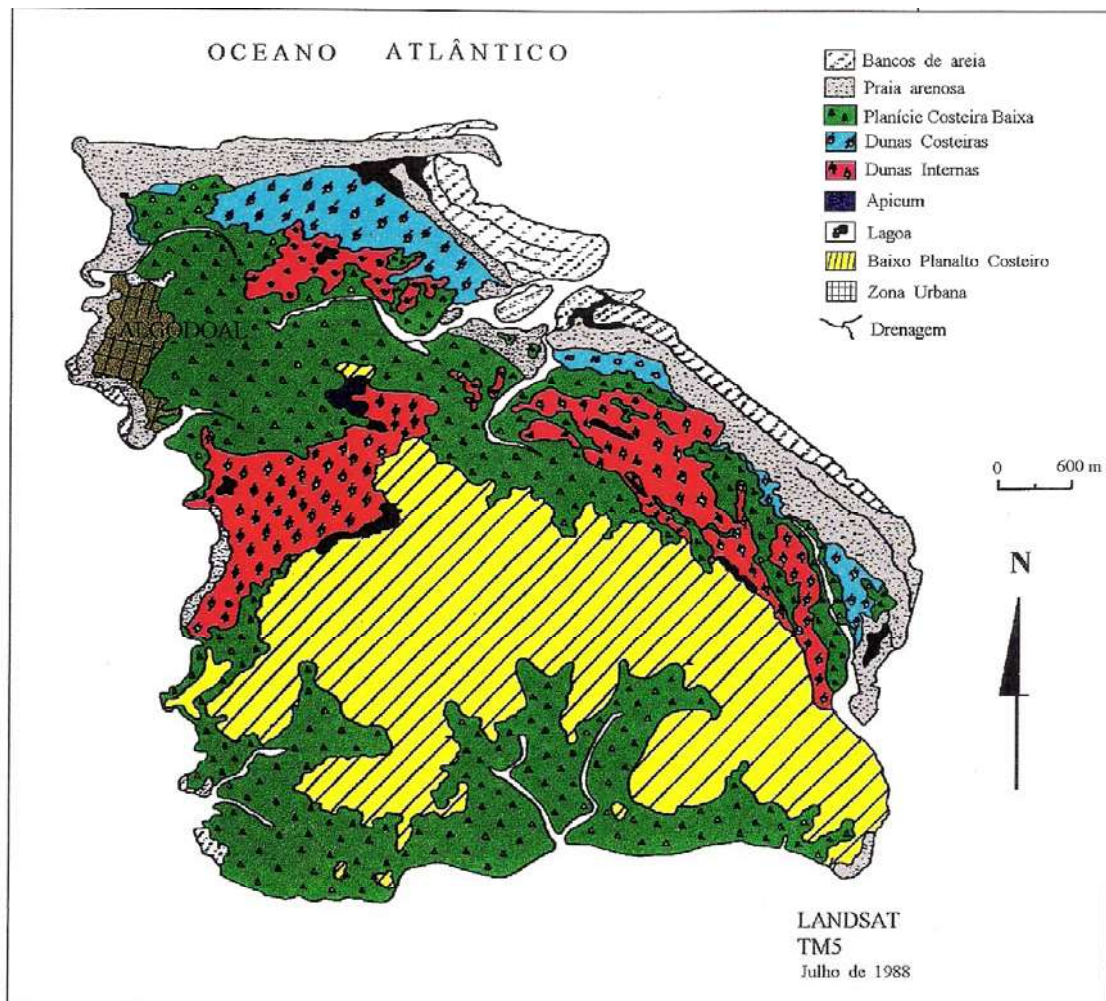 OCEANO ATLÂNTICO
Bancos de areia
Praia arenosa
Planície Costeira Baixa
Dunas Costeiras
Dunas Internas
Apicum
Lagoa
Baixo Planalto Costeiro
Zona Urbana
Drenagem
ALGODOAL
0 600 m
N
LANDSAT
TM5
Julho de 1988